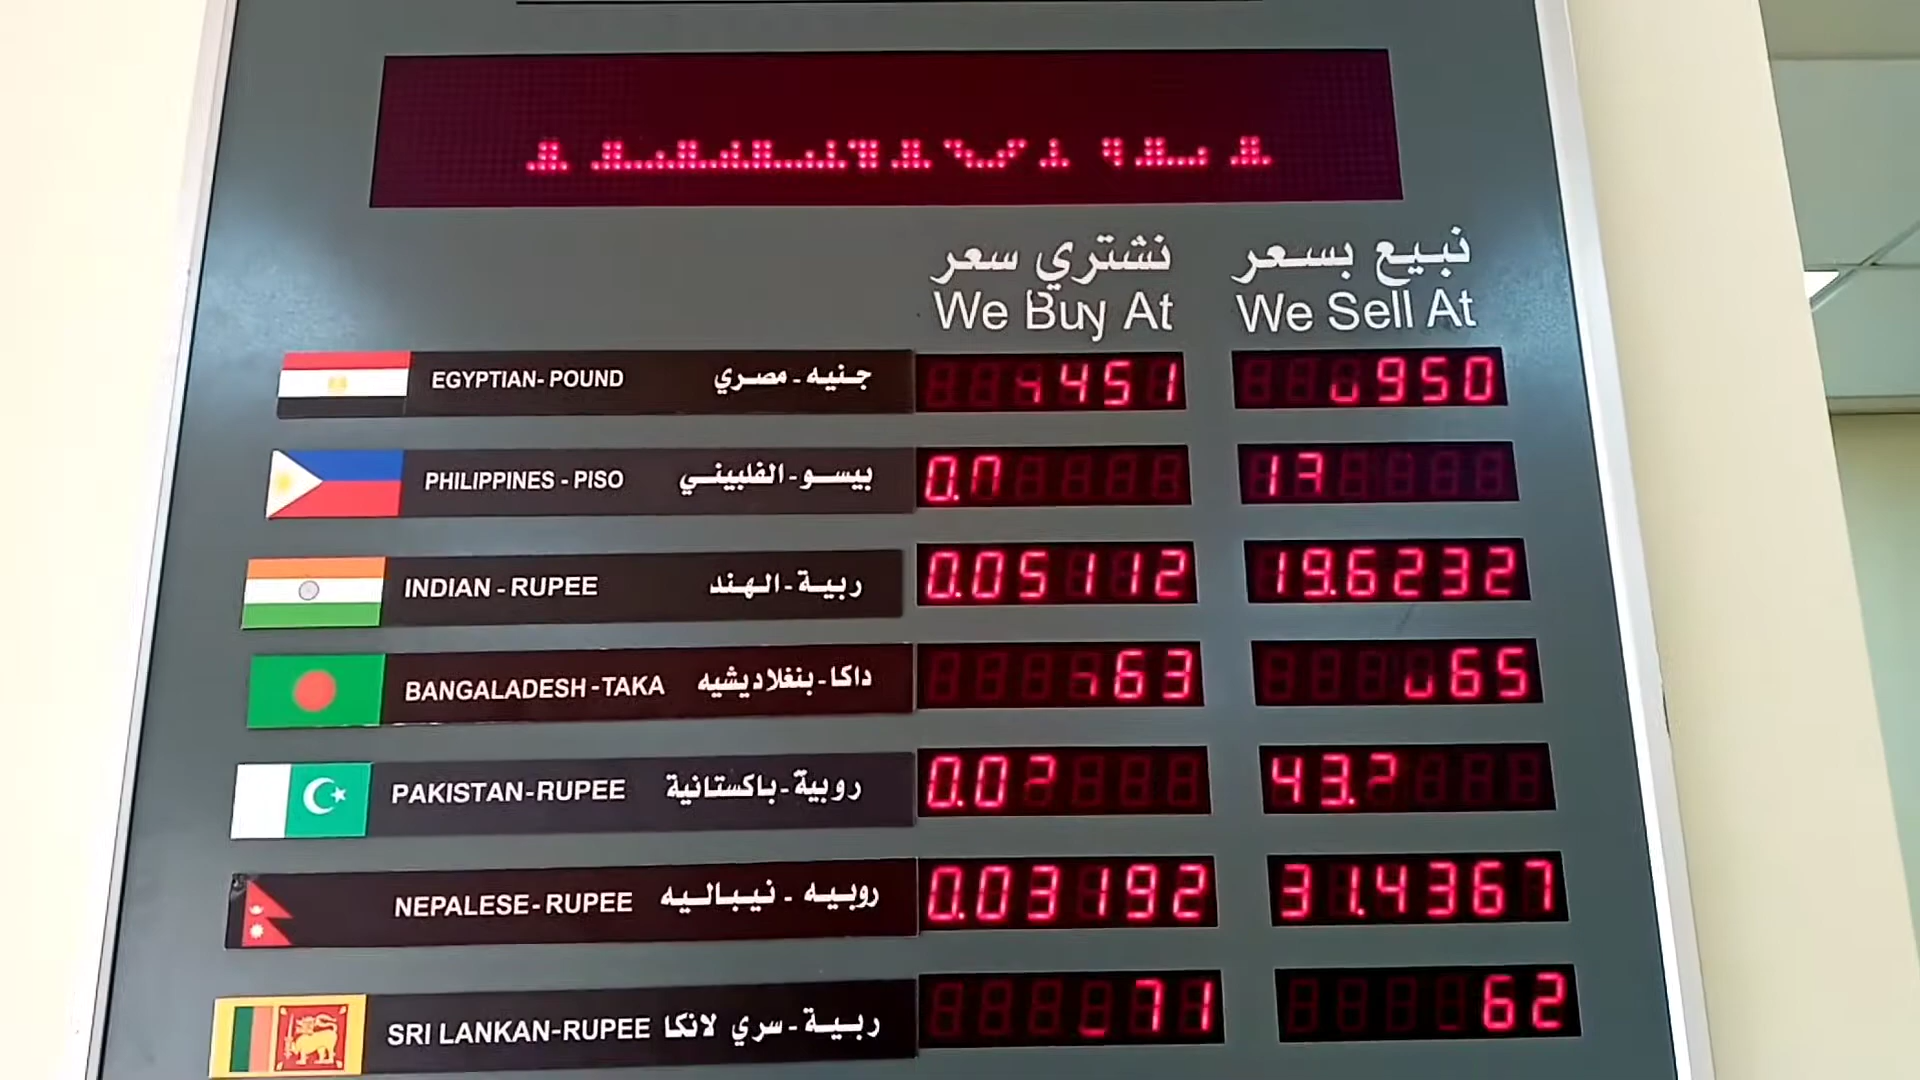 نشتري سعر نبيع بسعر
We Buy At We Sell At
EGYPTIAN- POUND جنيه - مصري 451 950
PHILIPPINES - PISO بيسو - الفلبيني 0.0 13
INDIAN - RUPEE ربية - الهند 0.05112 19.6232
BANGALADESH -TAKA داكا - بنغلاديشيه 63 65
PAKISTAN-RUPEE روبية - باكستانية 0.0 43.
NEPALESE- RUPEE روبيه - نيباليه 0.03192 31.4367
SRI LANKAN-RUPEE ربية - سري لانكا 71 62